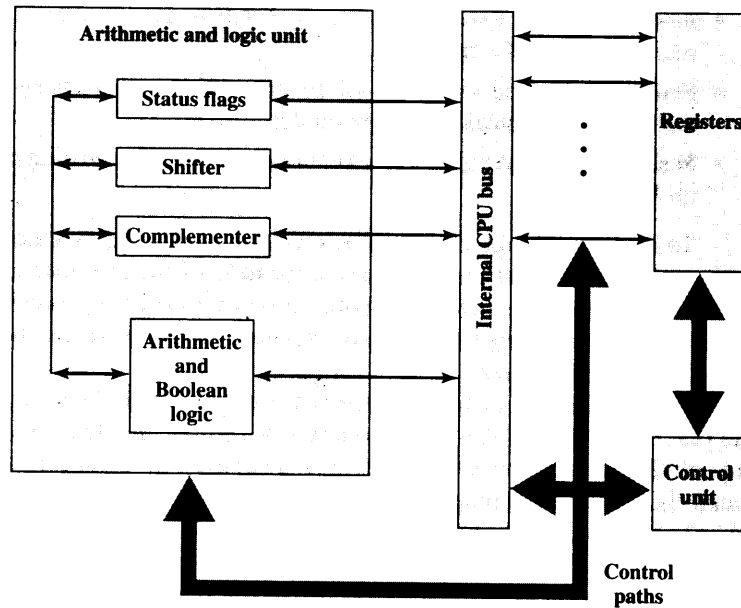 Arithmetic and logic unit
Status flags
Shifter
Complementer
Arithmetic
and
Boolean
logic
Internal CPU bus
Registers
Control
unit
Control
paths